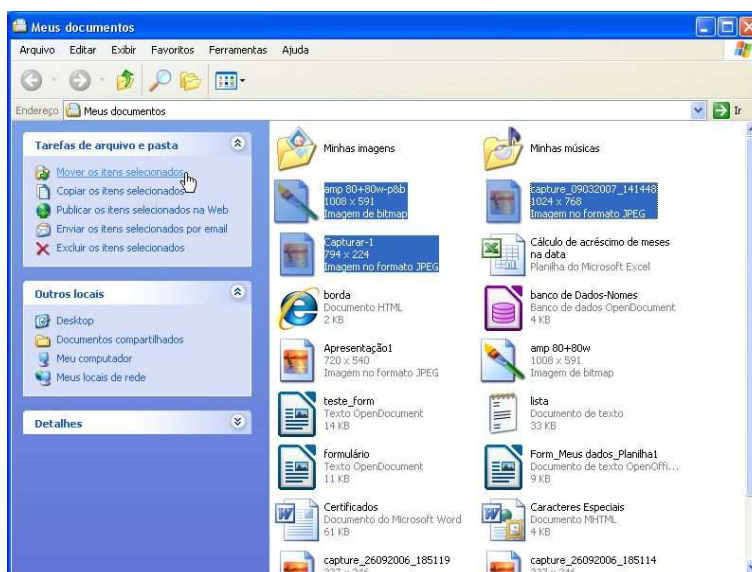 Meus documentos
Arquivo Editar Exibir Favoritos Ferramentas Ajuda
Endereço Meus documentos Ir
Tarefas de arquivo e pasta
Mover os itens selecionados
Copiar os itens selecionados
Publicar os itens selecionados na Web
Enviar os itens selecionados por email
Excluir os itens selecionados
Outros locais
Desktop
Documentos compartilhados
Meu computador
Meus locais de rede
Detalhes
Minhas imagens
Minhas músicas
amp 80+80w-p&b
1008 x 591
Imagem de bitmap
capture_09032007_141448
1024 x 768
Imagem no formato JPEG
Capturar-1
794 x 224
Imagem no formato JPEG
Cálculo de acréscimo de meses
na data
Planilha do Microsoft Excel
borda
Documento HTML
2 KB
banco de Dados-Nomes
Banco de dados OpenDocument
4 KB
Apresentação1
720 x 540
Imagem no formato JPEG
amp 80+80w
1008 x 591
Imagem de bitmap
teste_form
Texto OpenDocument
14 KB
lista
Documento de texto
33 KB
formulário
Texto OpenDocument
11 KB
Form_Meus dados_Planilha1
Documento de texto OpenOffi...
9 KB
Certificados
Documento do Microsoft Word
61 KB
Caracteres Especiais
Documento MHTML
4 KB
capture_26092006_185119
capture_26092006_185114